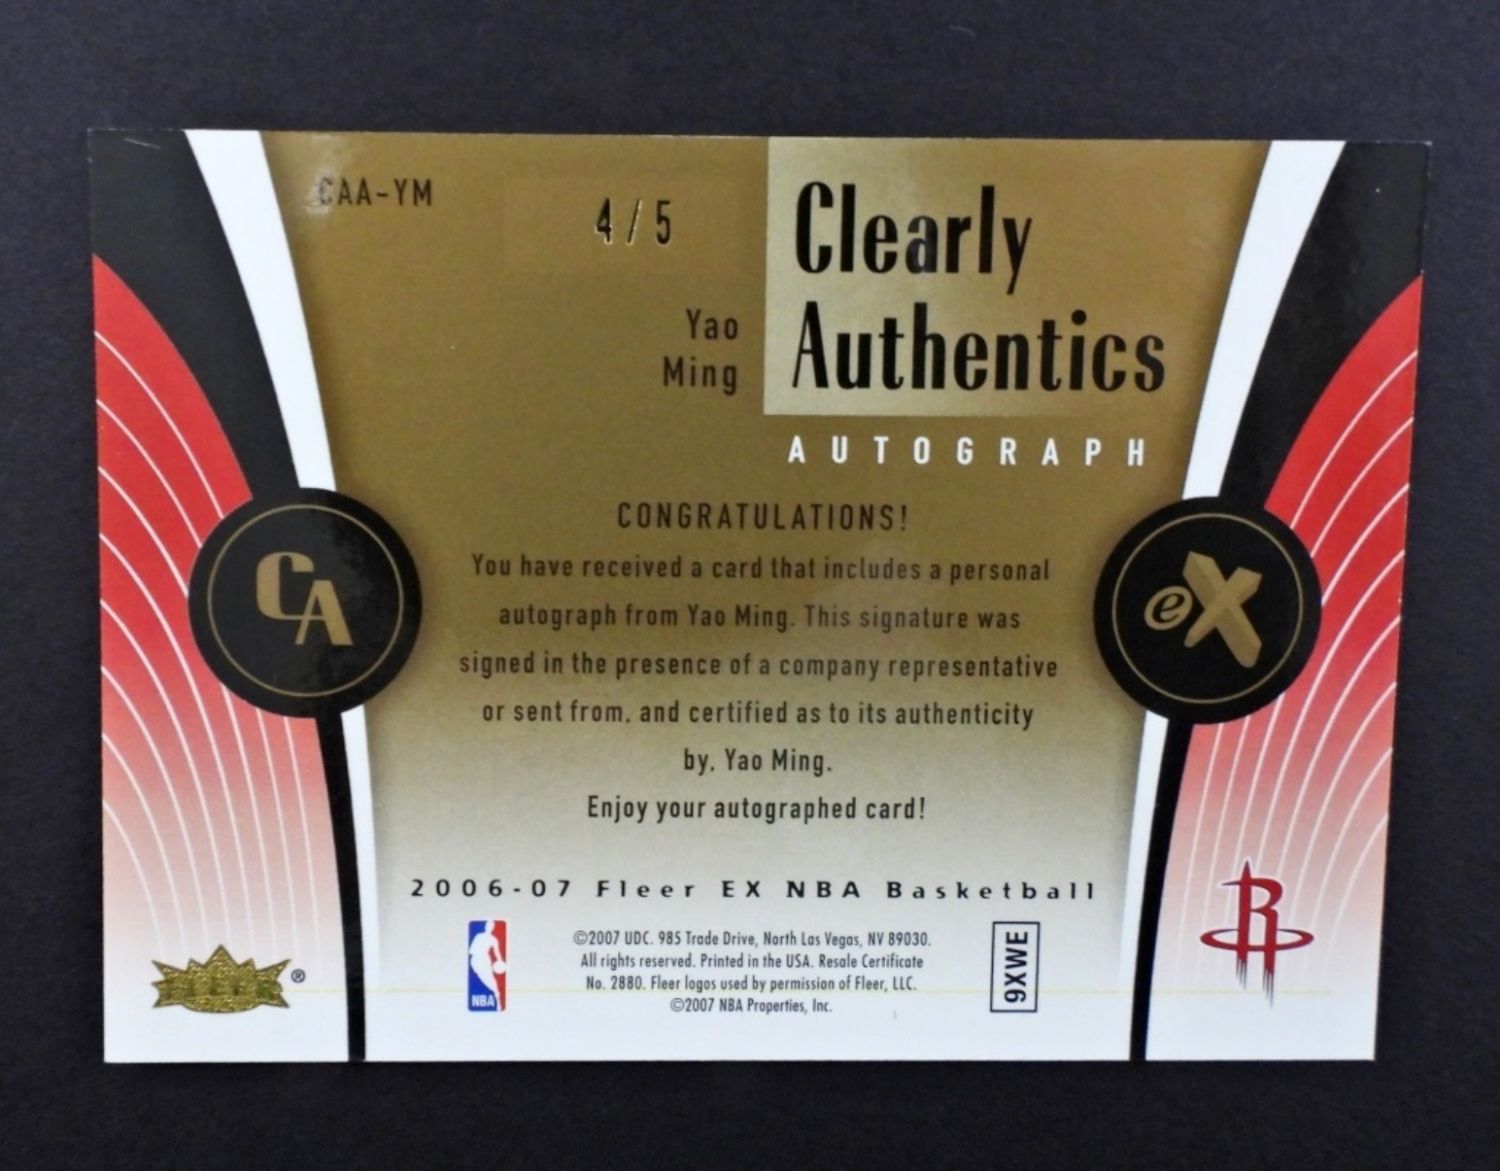 CAA-YM
4/5
Yao
Ming
Clearly
Authentics
AUTOGRAPH
CONGRATULATIONS!
You have received a card that includes a personal
autograph from Yao Ming. This signature was
signed in the presence of a company representative
or sent from, and certified as to its authenticity
by, Yao Ming.
Enjoy your autographed card!
CA
eX
2006-07 Fleer EX NBA Basketball
©2007 UDC. 985 Trade Drive, North Las Vegas, NV 89030.
All rights reserved. Printed in the USA. Resale Certificate
No. 2880. Fleer logos used by permission of Fleer, LLC.
©2007 NBA Properties, Inc.
FLEER®
NBA
9XWE
R